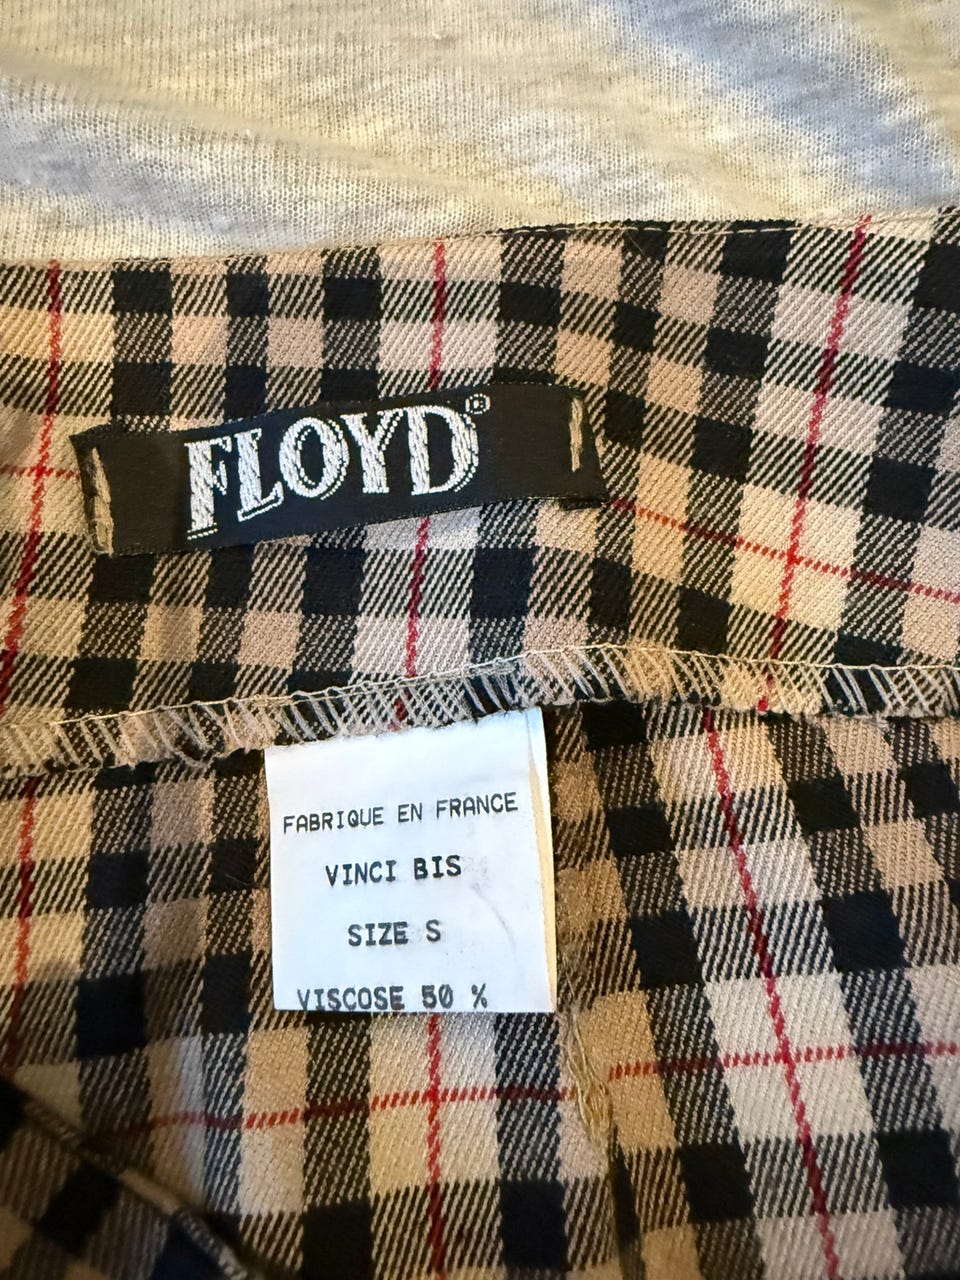 FLOYD®
FABRIQUE EN FRANCE
VINCI BIS
SIZE S
VISCOSE 50 %